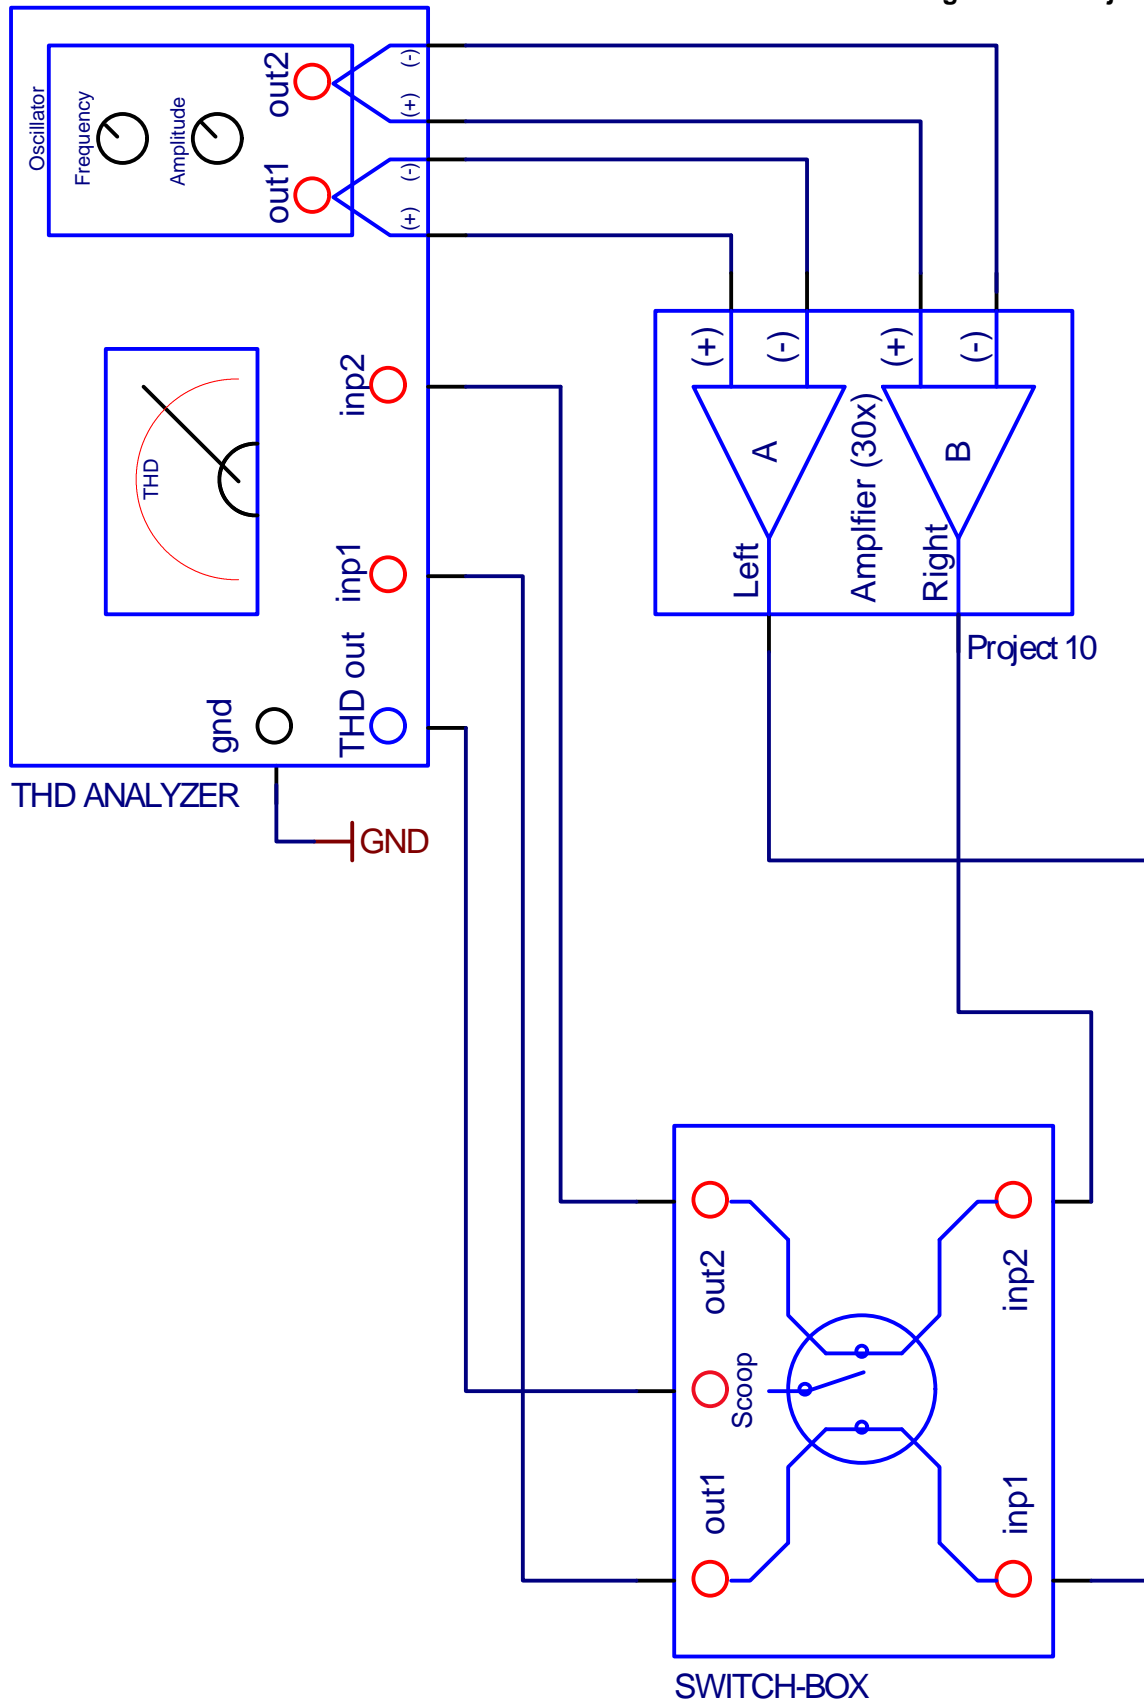 Oscillator
Frequency
Amplitude
out2
out1
(-)
(+)
(-)
(+)
THD
inp2
inp1
THD out
gnd
THD ANALYZER
GND
(+)
(-)
(+)
(-)
A
B
Amplfier (30x)
Left
Right
Project 10
out2
Scoop
out1
inp2
inp1
SWITCH-BOX